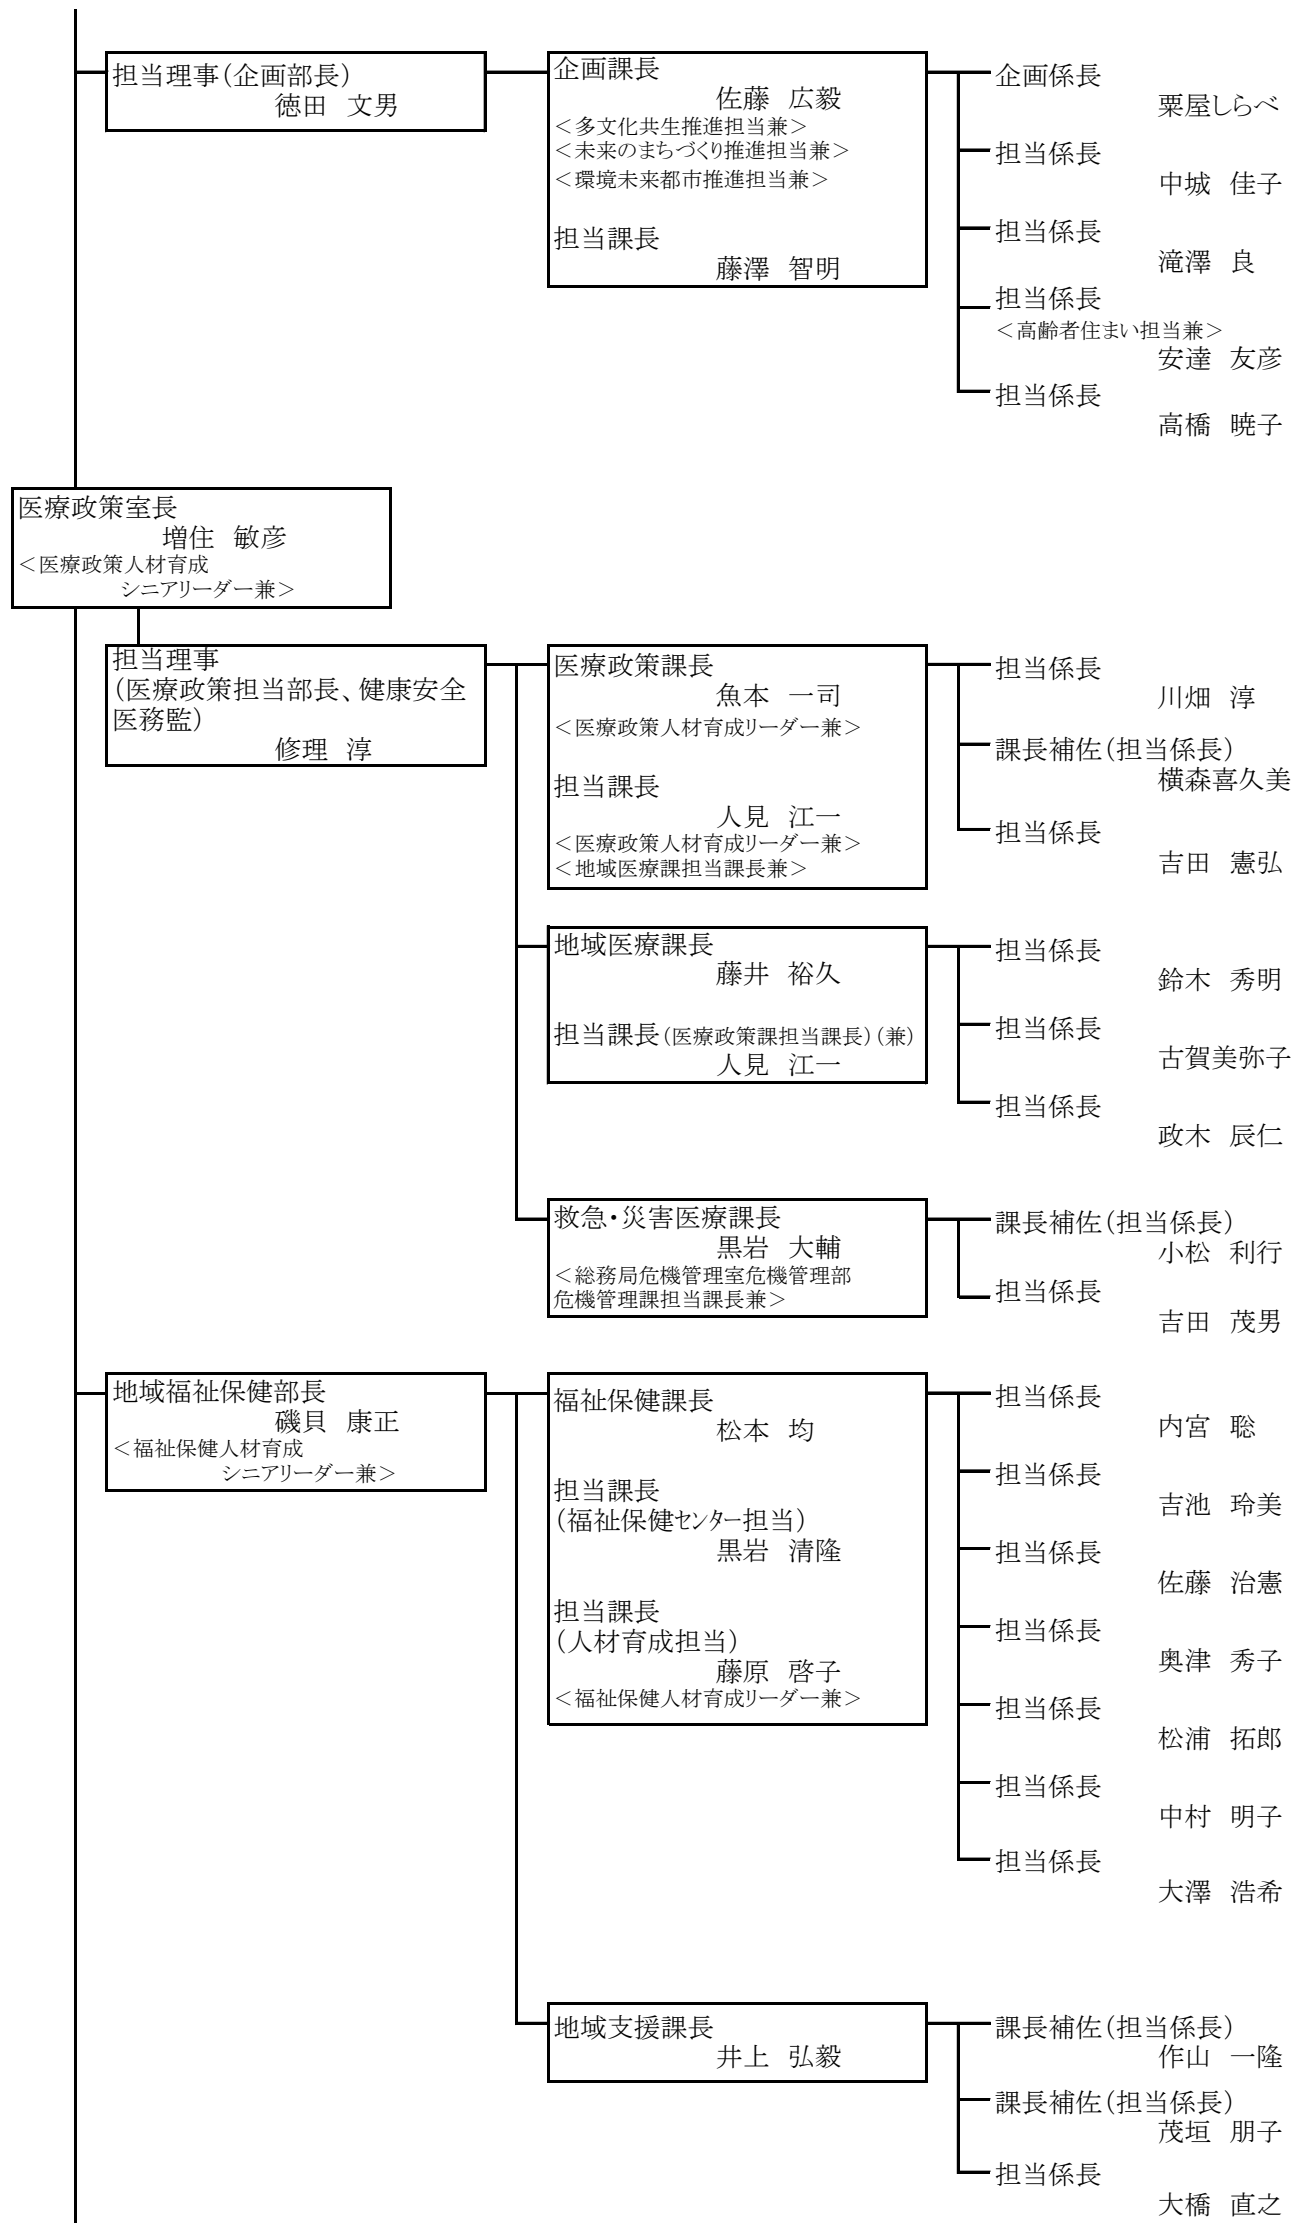 担当理事(企画部長)
徳田 文男
企画課長
佐藤 広毅
<多文化共生推進担当兼>
<未来のまちづくり推進担当兼>
<環境未来都市推進担当兼>
担当課長
藤澤 智明
企画係長
栗屋しらべ
担当係長
中城 佳子
担当係長
滝澤 良
担当係長
<高齢者住まい担当兼>
安達 友彦
担当係長
高橋 暁子
医療政策室長
増住 敏彦
<医療政策人材育成
シニアリーダー兼>
担当理事
(医療政策担当部長、健康安全
医務監)
修理 淳
医療政策課長
魚本 一司
<医療政策人材育成リーダー兼>
担当課長
人見 江一
<医療政策人材育成リーダー兼>
<地域医療課担当課長兼>
担当係長
川畑 淳
課長補佐(担当係長)
横森喜久美
担当係長
吉田 憲弘
地域医療課長
藤井 裕久
担当課長(医療政策課担当課長)(兼)
人見 江一
担当係長
鈴木 秀明
担当係長
古賀美弥子
担当係長
政木 辰仁
救急・災害医療課長
黒岩 大輔
<総務局危機管理室危機管理部
危機管理課担当課長兼>
課長補佐(担当係長)
小松 利行
担当係長
吉田 茂男
地域福祉保健部長
磯貝 康正
<福祉保健人材育成
シニアリーダー兼>
福祉保健課長
松本 均
担当課長
(福祉保健センター担当)
黒岩 清隆
担当課長
(人材育成担当)
藤原 啓子
<福祉保健人材育成リーダー兼>
担当係長
内宮 聡
担当係長
吉池 玲美
担当係長
佐藤 治憲
担当係長
奥津 秀子
担当係長
松浦 拓郎
担当係長
中村 明子
担当係長
大澤 浩希
地域支援課長
井上 弘毅
課長補佐(担当係長)
作山 一隆
課長補佐(担当係長)
茂垣 朋子
担当係長
大橋 直之